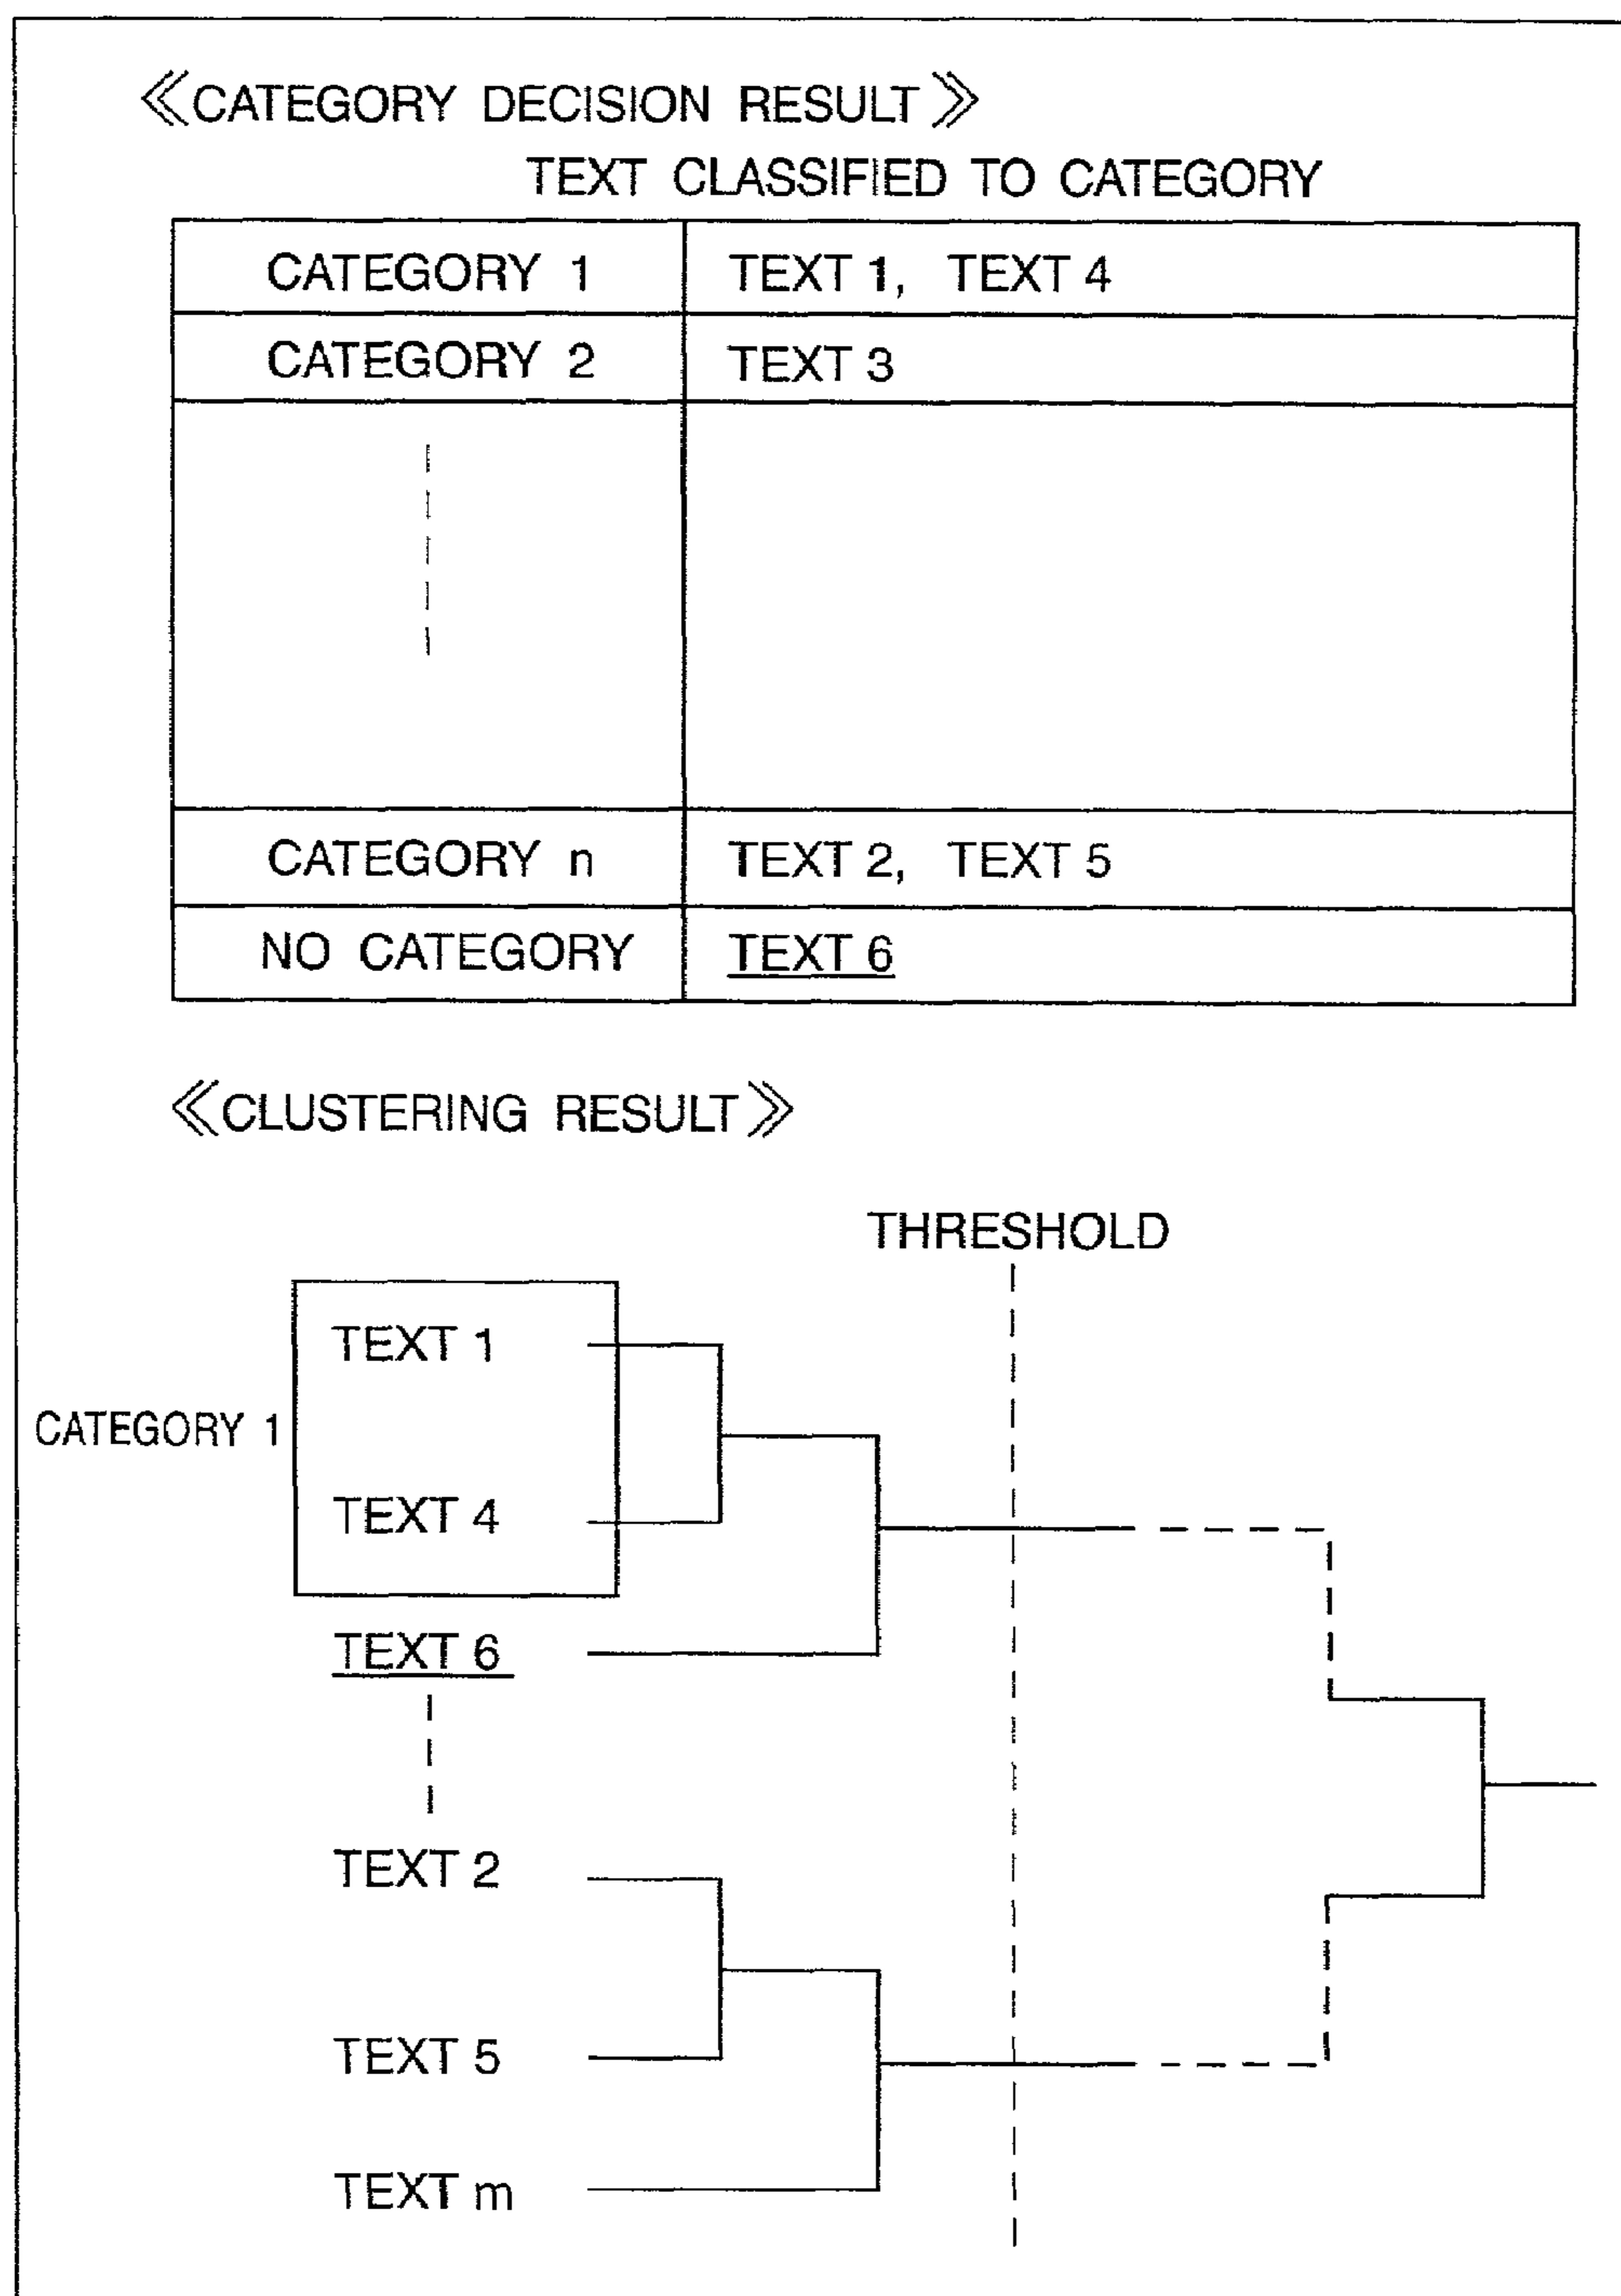 ≪CATEGORY DECISION RESULT≫
TEXT CLASSIFIED TO CATEGORY
CATEGORY 1 TEXT 1, TEXT 4
CATEGORY 2 TEXT 3
CATEGORY n TEXT 2, TEXT 5
NO CATEGORY TEXT 6
≪CLUSTERING RESULT≫
THRESHOLD
TEXT 1
CATEGORY 1
TEXT 4
TEXT 6
TEXT 2
TEXT 5
TEXT m